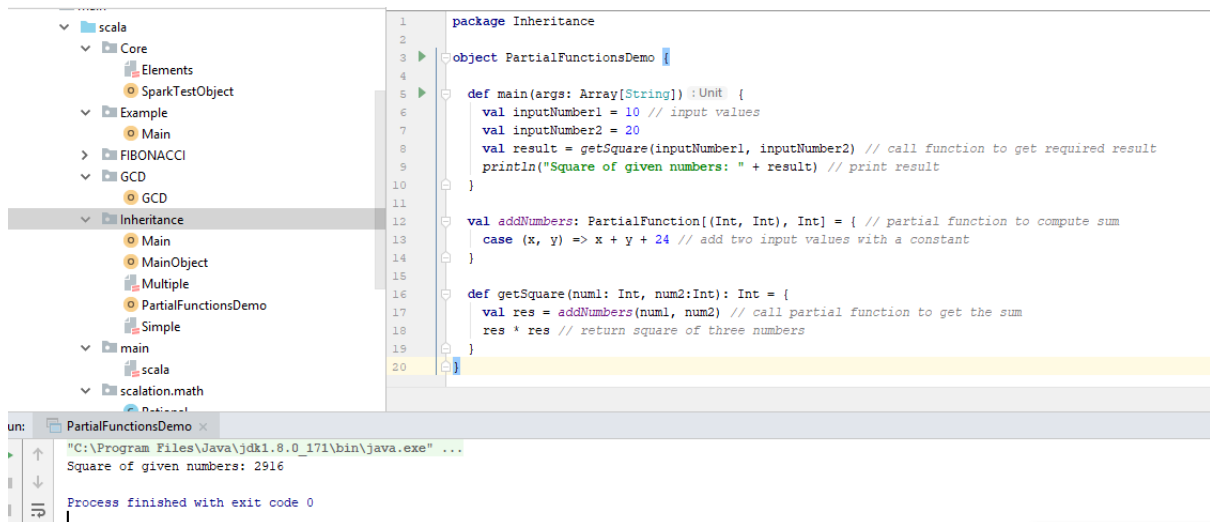 scala
Core
Elements
SparkTestObject
Example
Main
FIBONACCI
GCD
GCD
Inheritance
Main
MainObject
Multiple
PartialFunctionsDemo
Simple
main
scala
scalation.math
1 package Inheritance
2
3 object PartialFunctionsDemo {
4
5 def main(args: Array[String]) : Unit {
6 val inputNumber1 = 10 // input values
7 val inputNumber2 = 20
8 val result = getSquare(inputNumber1, inputNumber2) // call function to get required result
9 println("Square of given numbers: " + result) // print result
10 }
11
12 val addNumbers: PartialFunction[(Int, Int), Int] = { // partial function to compute sum
13 case (x, y) => x + y + 24 // add two input values with a constant
14 }
15
16 def getSquare(num1: Int, num2:Int): Int = {
17 val res = addNumbers(num1, num2) // call partial function to get the sum
18 res * res // return square of three numbers
19 }
20 }
un: PartialFunctionsDemo ×
"C:\Program Files\Java\jdk1.8.0_171\bin\java.exe" ...
Square of given numbers: 2916
Process finished with exit code 0